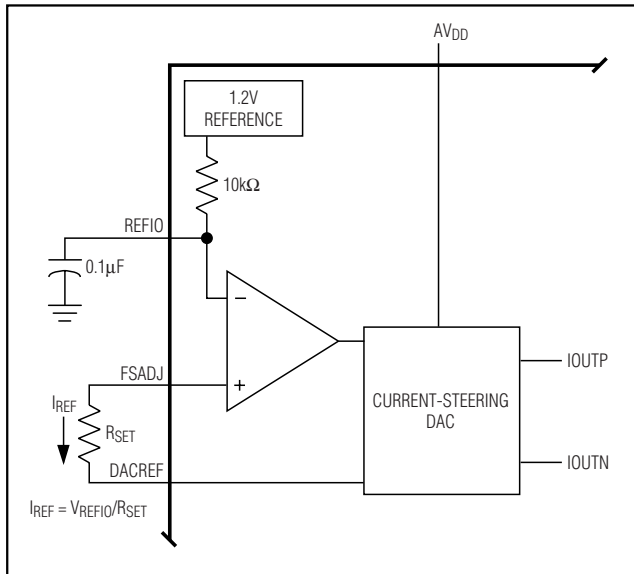 AVDD
1.2V
REFERENCE
10kΩ
REFIO
0.1µF
−
+
FSADJ
IREF
RSET
DACREF
CURRENT-STEERING
DAC
IOUTP
IOUTN
IREF = VREFIO/RSET